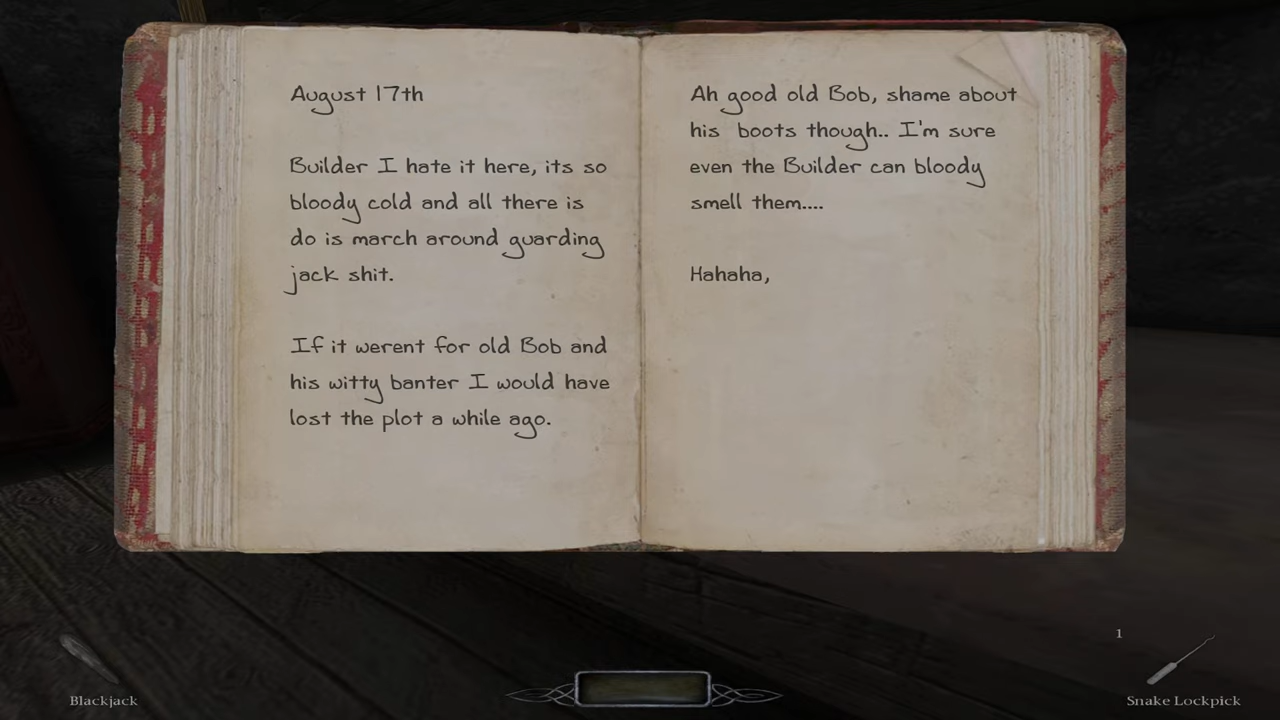 August 17th
Builder I hate it here, its so
bloody cold and all there is
do is march around guarding
jack shit.
If it werent for old Bob and
his witty banter I would have
lost the plot a while ago.
Ah good old Bob, shame about
his boots though.. I'm sure
even the Builder can bloody
smell them....
Hahaha,
1
Blackjack
Snake Lockpick